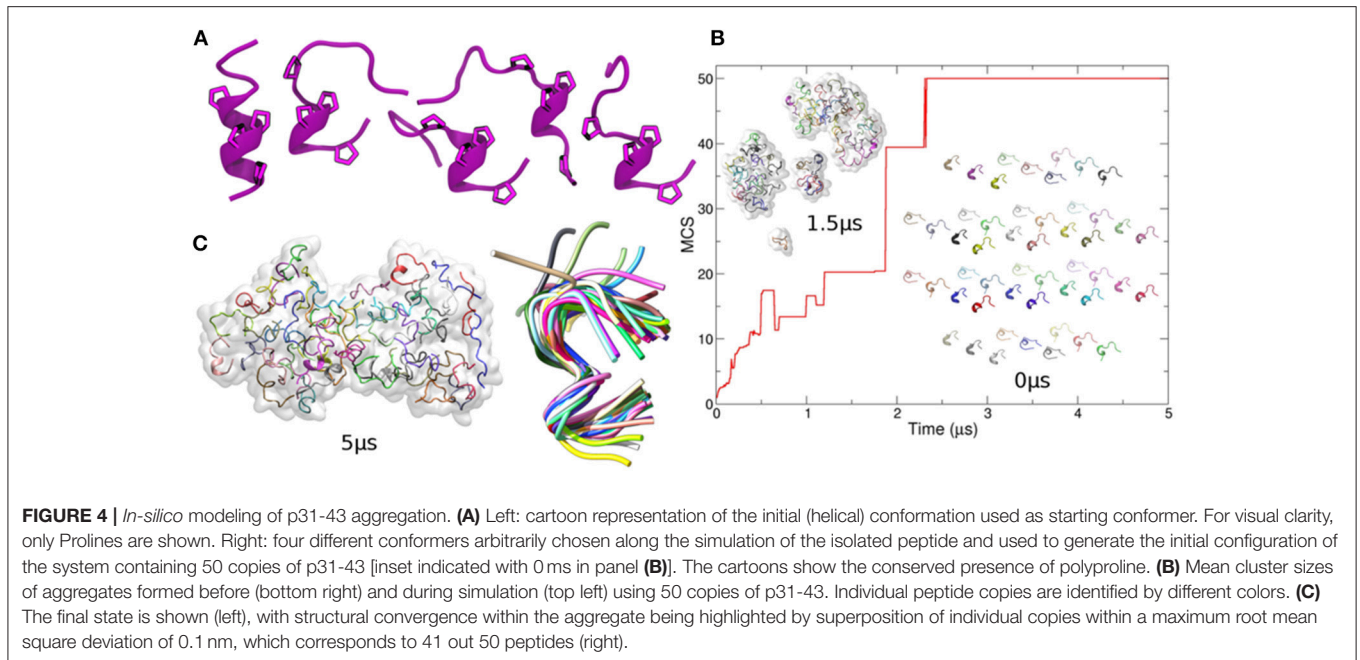 A
B
50
40
30
20
10
0
MCS
1.5µs
0µs
0
1
2
3
4
5
Time (µs)
C
5µs
FIGURE 4 | In-silico modeling of p31-43 aggregation. (A) Left: cartoon representation of the initial (helical) conformation used as starting conformer. For visual clarity,
only Prolines are shown. Right: four different conformers arbitrarily chosen along the simulation of the isolated peptide and used to generate the initial configuration of
the system containing 50 copies of p31-43 [inset indicated with 0 ms in panel (B)]. The cartoons show the conserved presence of polyproline. (B) Mean cluster sizes
of aggregates formed before (bottom right) and during simulation (top left) using 50 copies of p31-43. Individual peptide copies are identified by different colors. (C)
The final state is shown (left), with structural convergence within the aggregate being highlighted by superposition of individual copies within a maximum root mean
square deviation of 0.1 nm, which corresponds to 41 out 50 peptides (right).